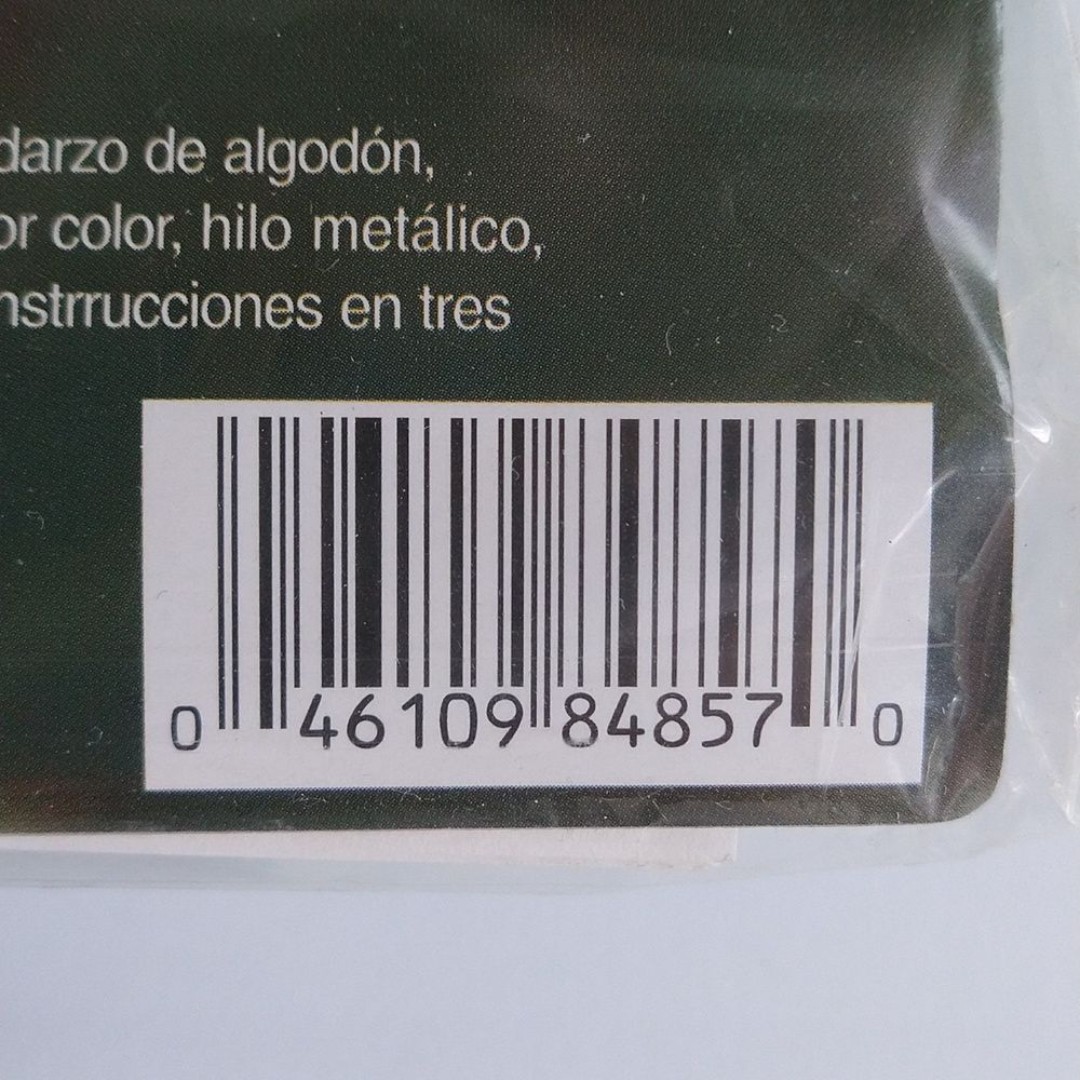 darzo de algodón,
or color, hilo metálico,
nstrrucciones en tres
0 46109 84857 0